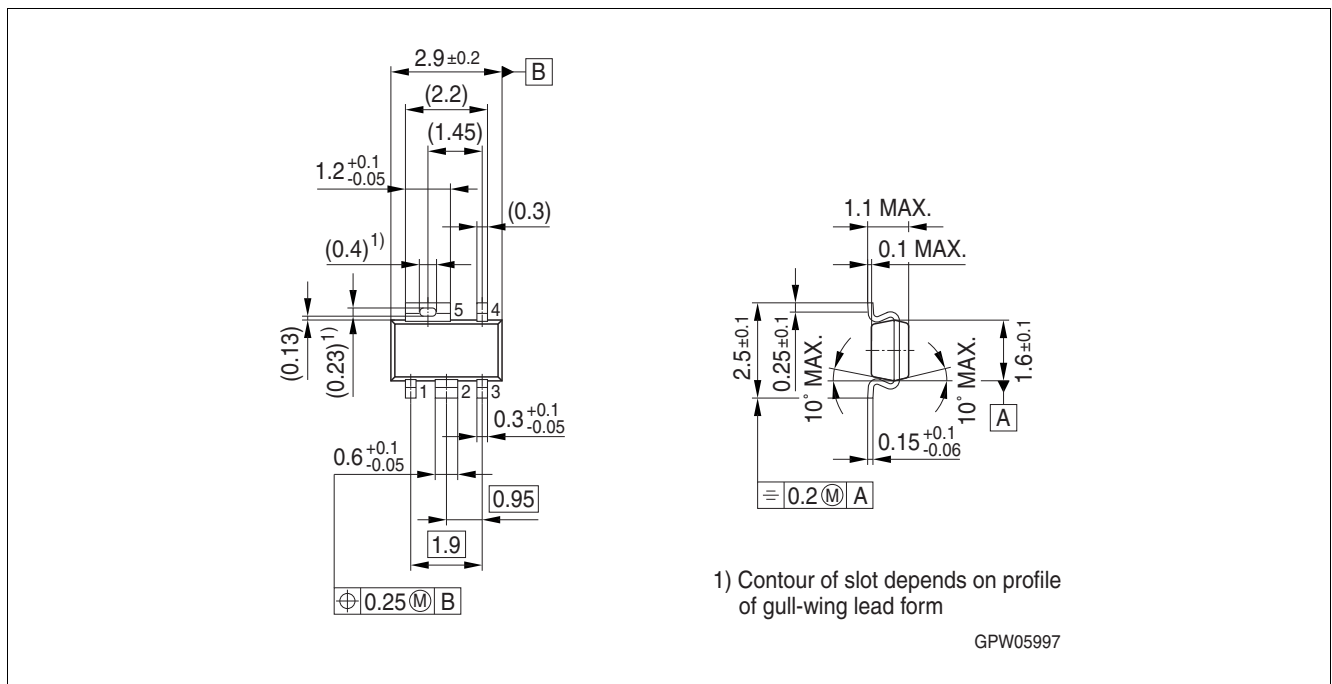 2.9 ±0.2
B
(2.2)
(1.45)
1.2 +0.1 -0.05
(0.3)
(0.4) 1)
5
4
(0.13)
(0.23) 1)
1
2
3
0.3 +0.1 -0.05
0.6 +0.1 -0.05
0.95
1.9
⌖ 0.25 Ⓜ B
1.1 MAX.
0.1 MAX.
2.5±0.1
0.25±0.1
10° MAX.
10° MAX.
1.6±0.1
A
0.15 +0.1 -0.06
⌯ 0.2 Ⓜ A
1) Contour of slot depends on profile
of gull-wing lead form
GPW05997